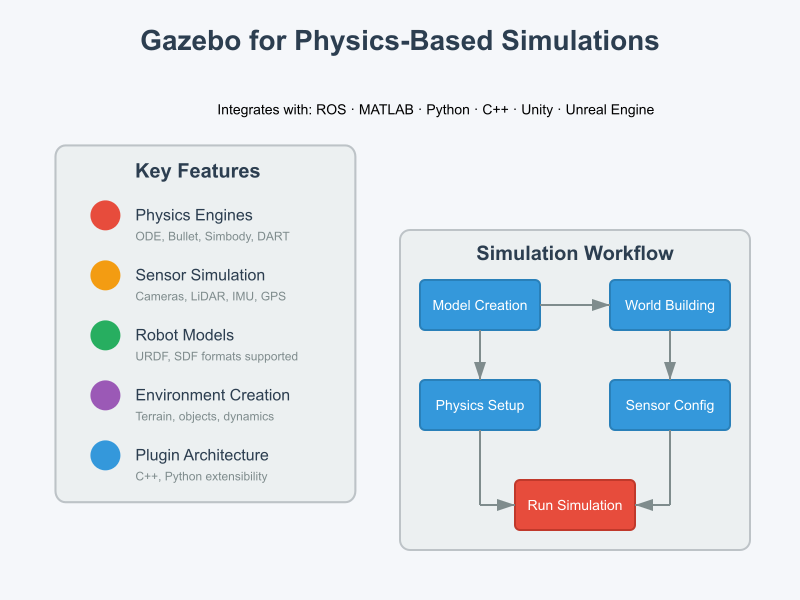 Gazebo for Physics-Based Simulations
Integrates with: ROS · MATLAB · Python · C++ · Unity · Unreal Engine
Key Features
Physics Engines
ODE, Bullet, Simbody, DART
Sensor Simulation
Cameras, LiDAR, IMU, GPS
Robot Models
URDF, SDF formats supported
Environment Creation
Terrain, objects, dynamics
Plugin Architecture
C++, Python extensibility
Simulation Workflow
Model Creation
World Building
Physics Setup
Sensor Config
Run Simulation